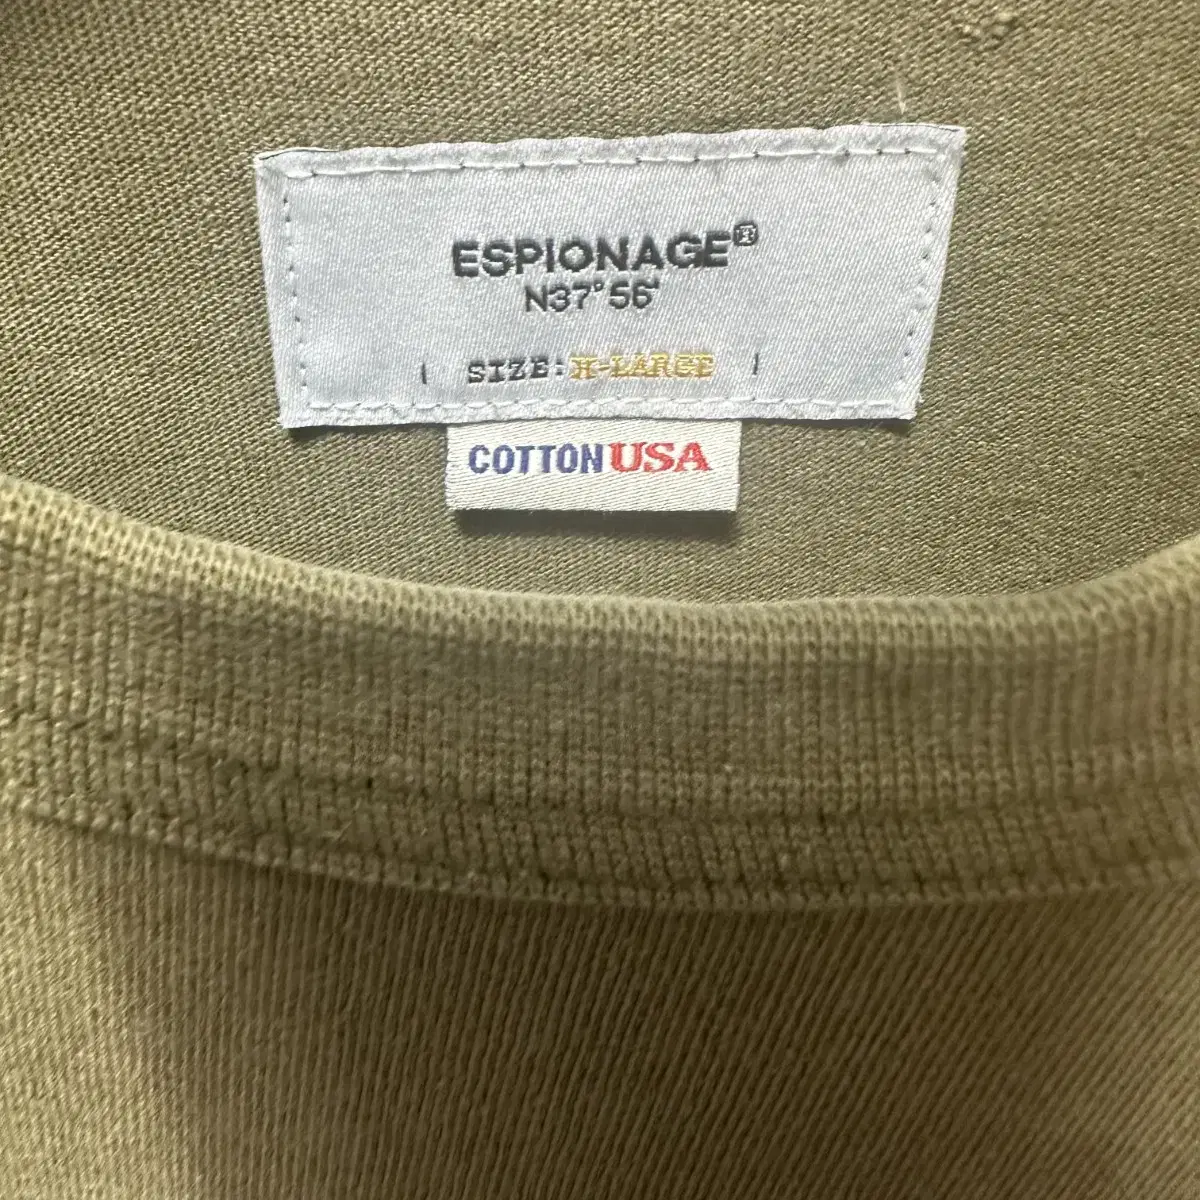 ESPIONAGE®
N37°56'
SIZE:X-LARGE
COTTON USA